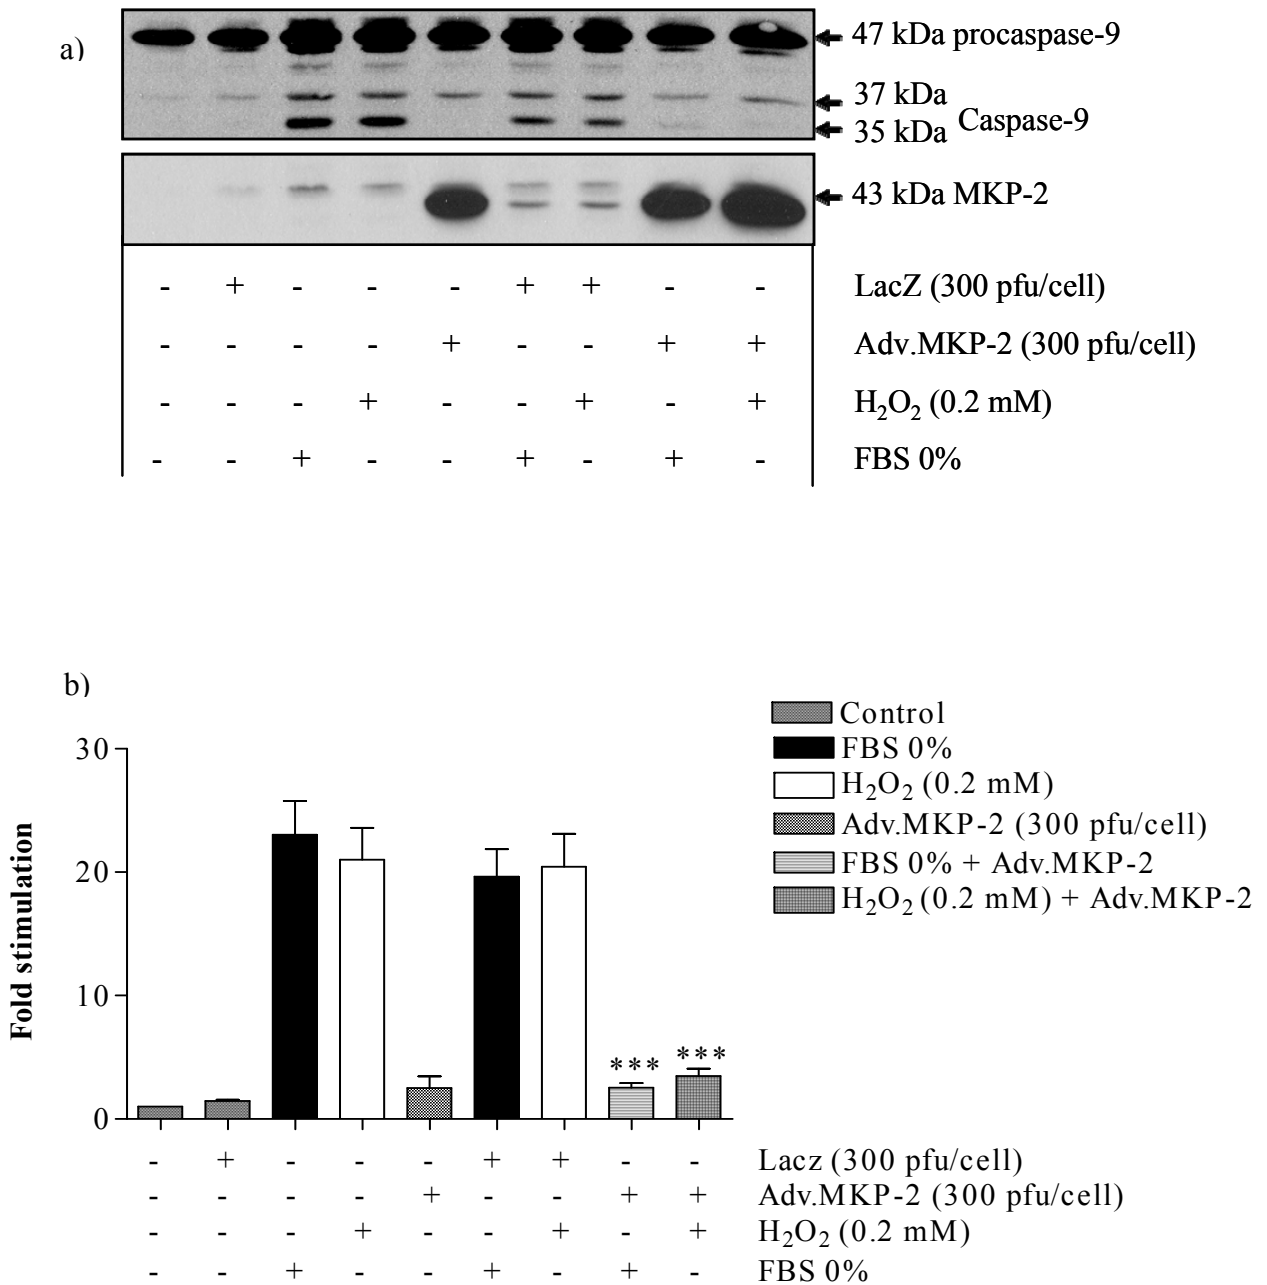 a)
47 kDa procaspase-9
37 kDa
Caspase-9
35 kDa
43 kDa MKP-2
- + - - - + + - - LacZ (300 pfu/cell)
- - - - + - - + + Adv.MKP-2 (300 pfu/cell)
- - - + - - + - + H₂O₂ (0.2 mM)
- - + - - + - + - FBS 0%
b)
Control
FBS 0%
H₂O₂ (0.2 mM)
Adv.MKP-2 (300 pfu/cell)
FBS 0% + Adv.MKP-2
H₂O₂ (0.2 mM) + Adv.MKP-2
Fold stimulation
30
20
10
0
*** ***
- + - - - + + - - Lacz (300 pfu/cell)
- - - - + - - + + Adv.MKP-2 (300 pfu/cell)
- - - + - - + - + H₂O₂ (0.2 mM)
- - + - - + - + - FBS 0%